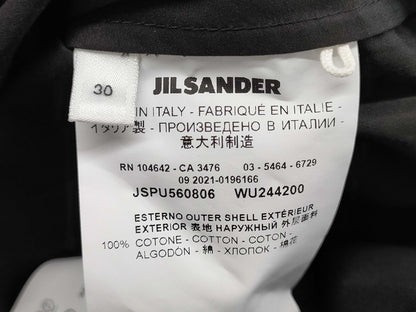 30
JIL SANDER
IN ITALY - FABRIQUÉ EN ITALIE -
イタリア製 - ПРОИЗВЕДЕНО В ИТАЛИИ -
意大利制造
RN 104642 - CA 3476 03 - 5464 - 6729
09 2021-0196166
JSPU560806 WU244200
ESTERNO OUTER SHELL EXTÉRIEUR
EXTERIOR 表地 НАРУЖНЫЙ 外层面料
100% COTONE - COTTON - COTON -
ALGODÓN - 綿 - ХЛОПОК - 棉花